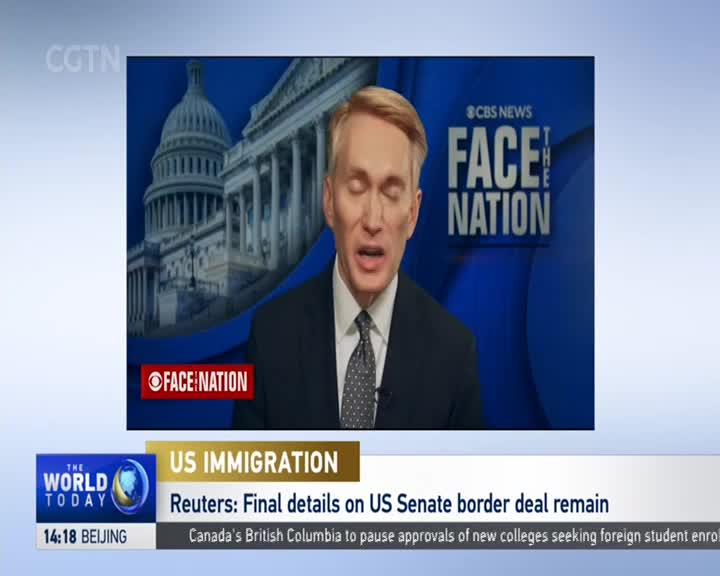 CGTN
CBS NEWS
FACE THE NATION
FACE THE NATION
US IMMIGRATION
THE WORLD TODAY
Reuters: Final details on US Senate border deal remain
14:18 BEIJING
Canada's British Columbia to pause approvals of new colleges seeking foreign student enrol